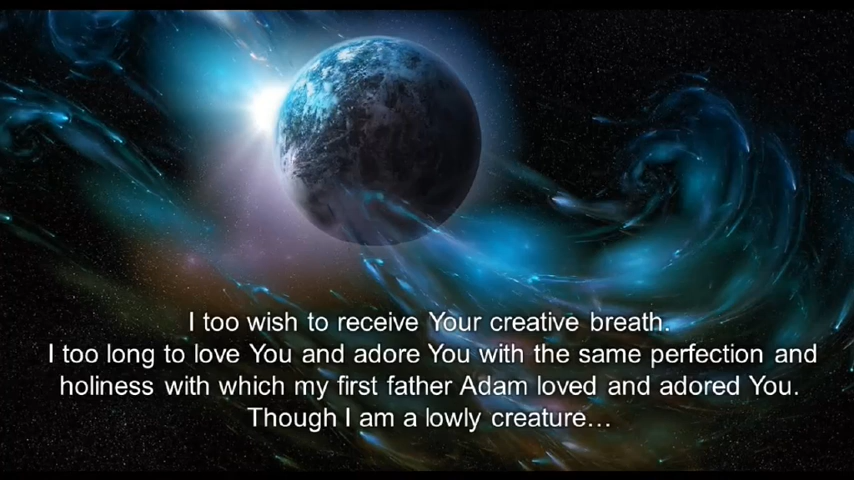 I too wish to receive Your creative breath.
I too long to love You and adore You with the same perfection and
holiness with which my first father Adam loved and adored You.
Though I am a lowly creature…